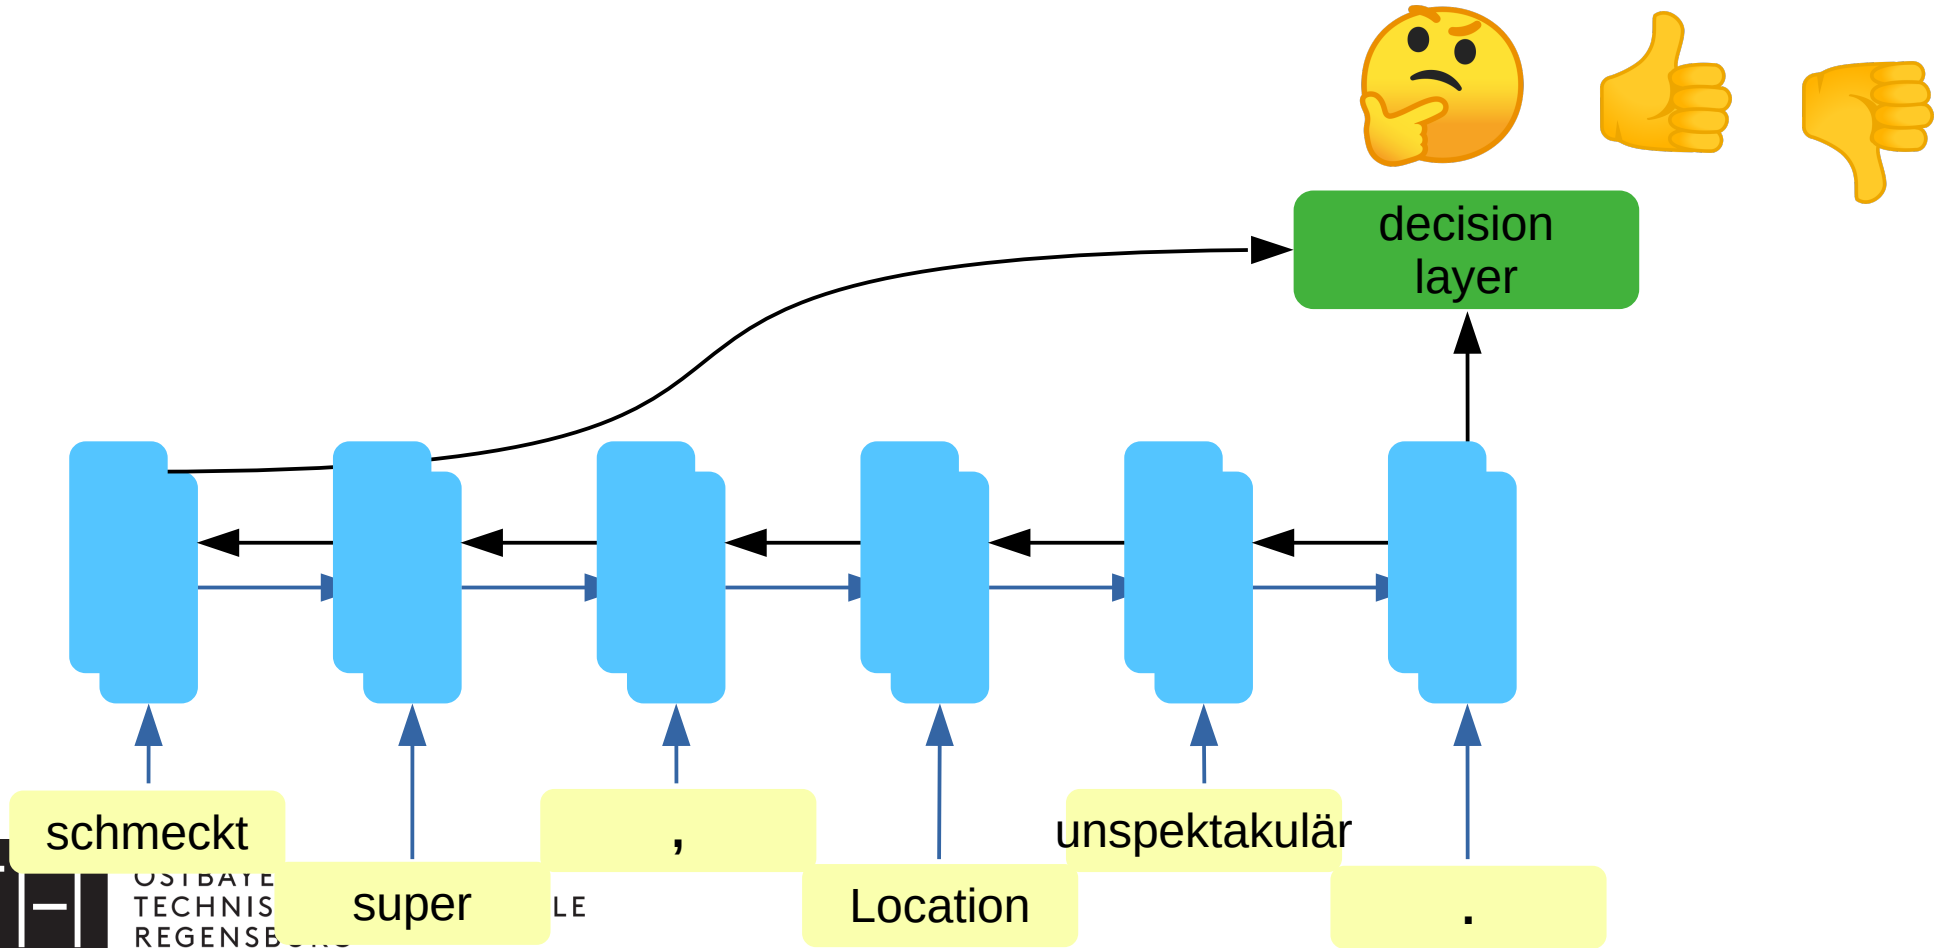 decision
layer
schmeckt
super
,
Location
unspektakulär
.
TECHNIS
LE